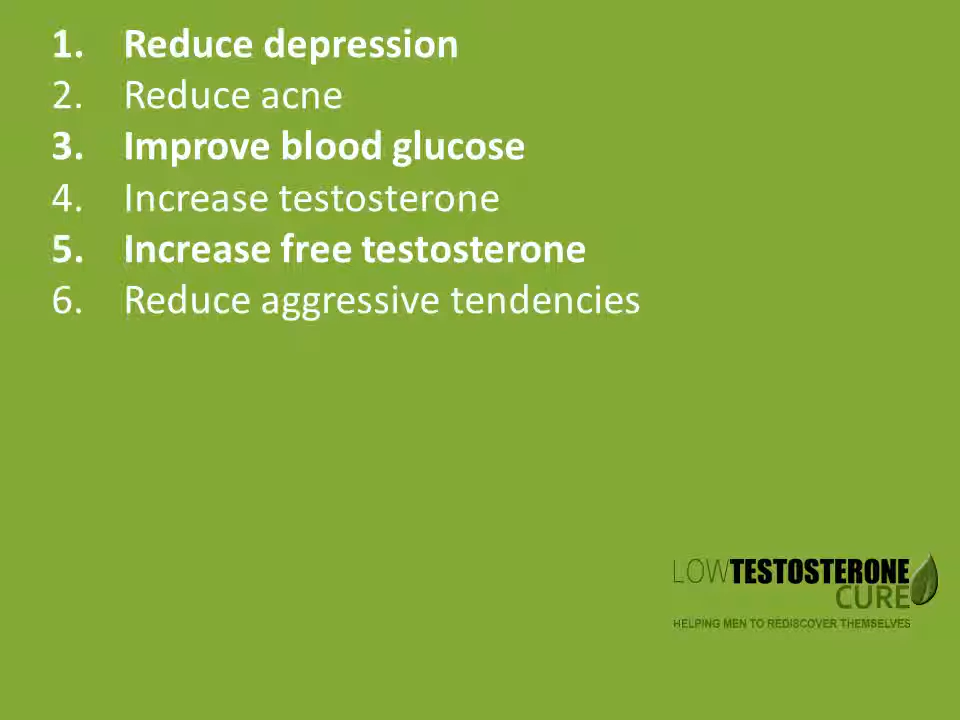 1. Reduce depression
2. Reduce acne
3. Improve blood glucose
4. Increase testosterone
5. Increase free testosterone
6. Reduce aggressive tendencies
LOWTESTOSTERONE
CURE
HELPING MEN TO REDISCOVER THEMSELVES